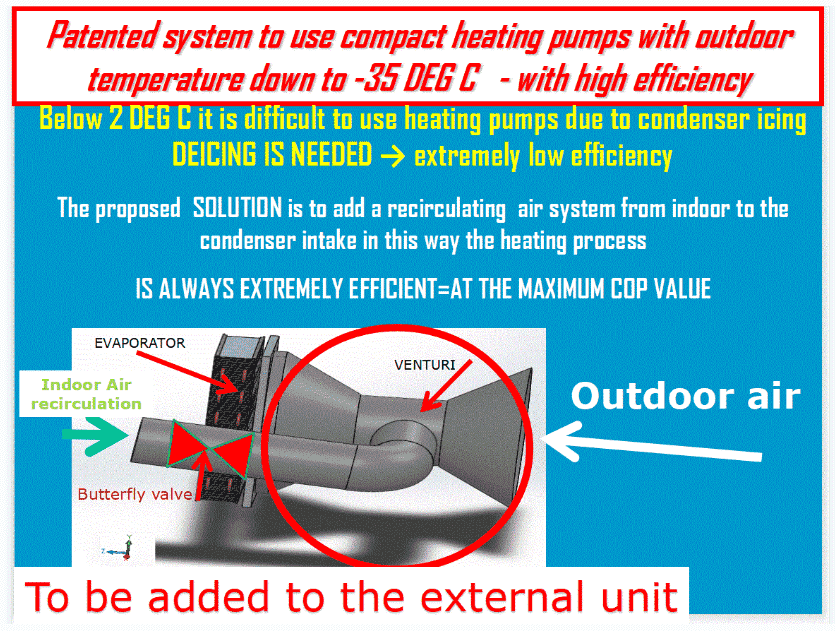 Patented system to use compact heating pumps with outdoor
temperature down to -35 DEG C - with high efficiency
Below 2 DEG C it is difficult to use heating pumps due to condenser icing
DEICING IS NEEDED → extremely low efficiency
The proposed SOLUTION is to add a recirculating air system from indoor to the
condenser intake in this way the heating process
IS ALWAYS EXTREMELY EFFICIENT=AT THE MAXIMUM COP VALUE
EVAPORATOR
VENTURI
Indoor Air
recirculation
Outdoor air
Butterfly valve
To be added to the external unit